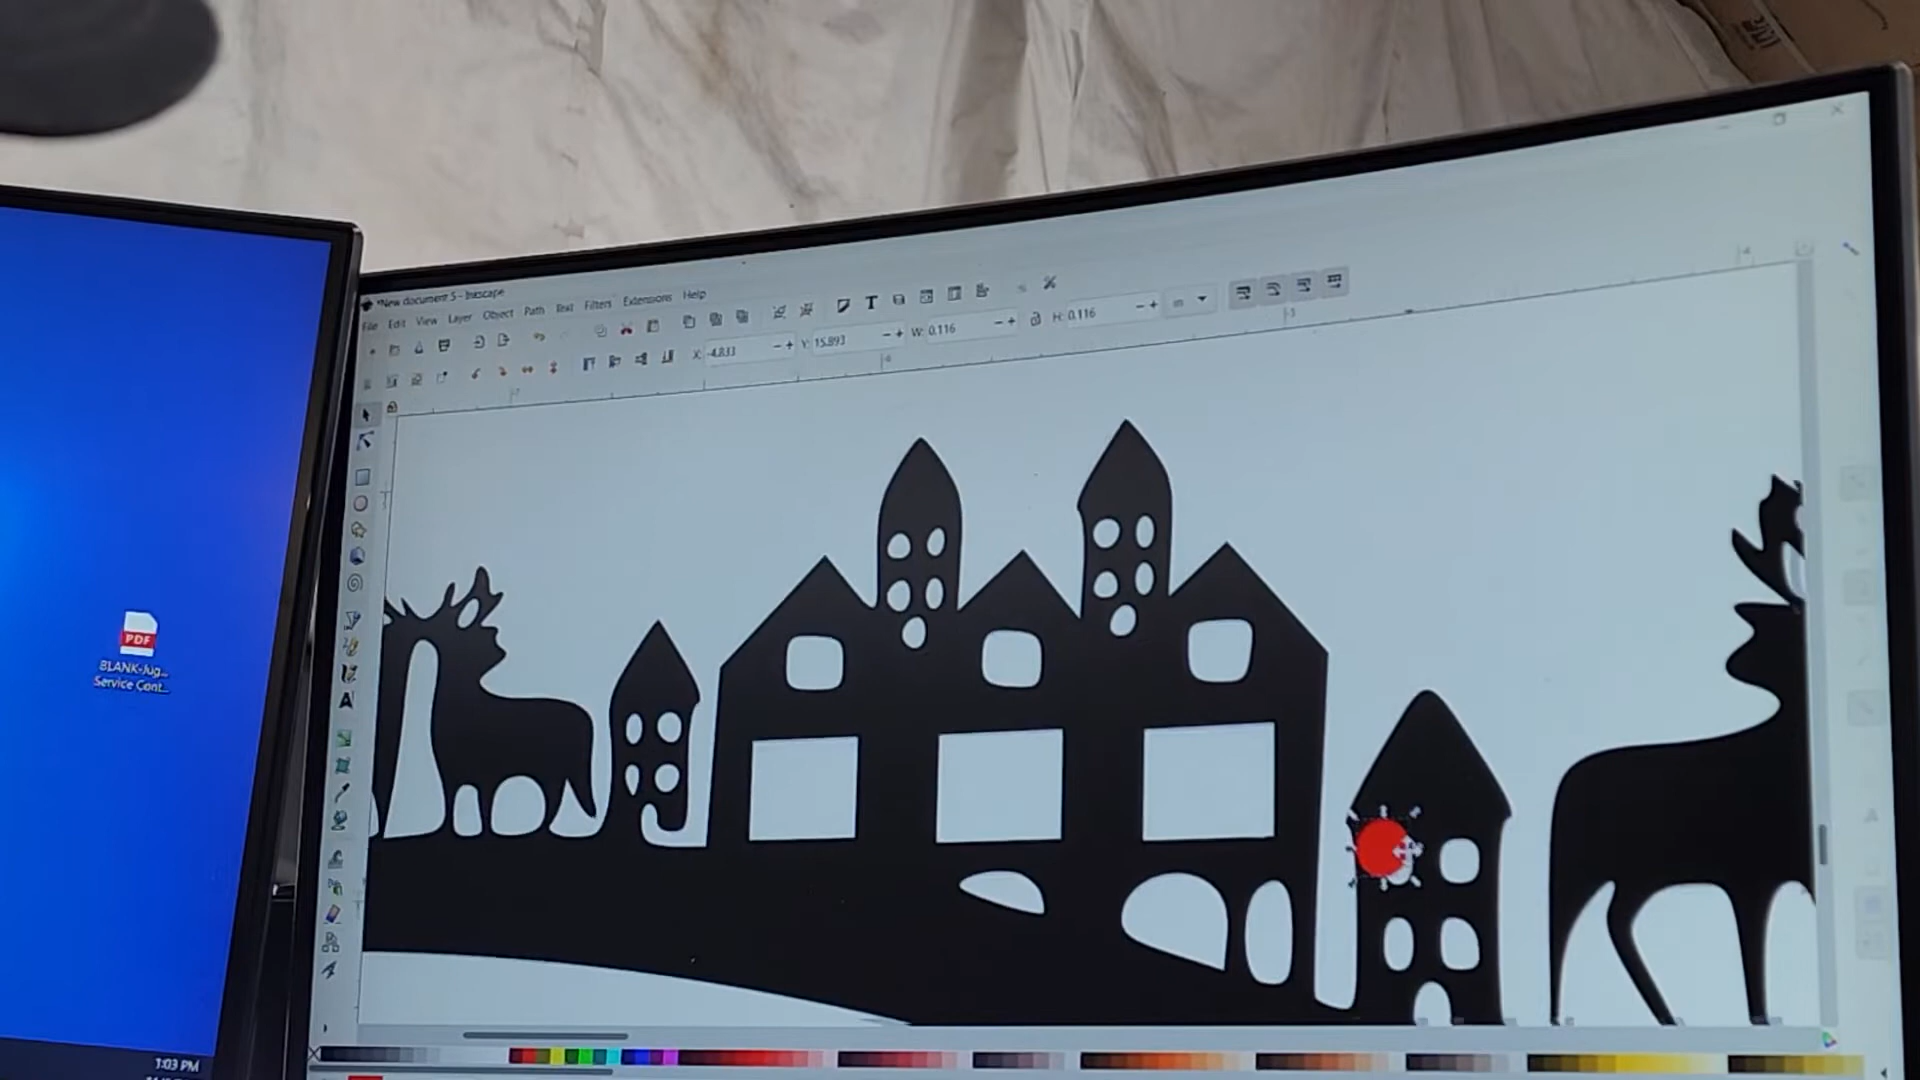 *New document 5 - Inkscape
File Edit View Layer Object Path Text Filters Extensions Help
X: -4.833 - + Y: 15.893 - + W: 0.116 - + H: 0.116 - +
PDF
BLANK-Jug...
Service Cont...
1:03 PM